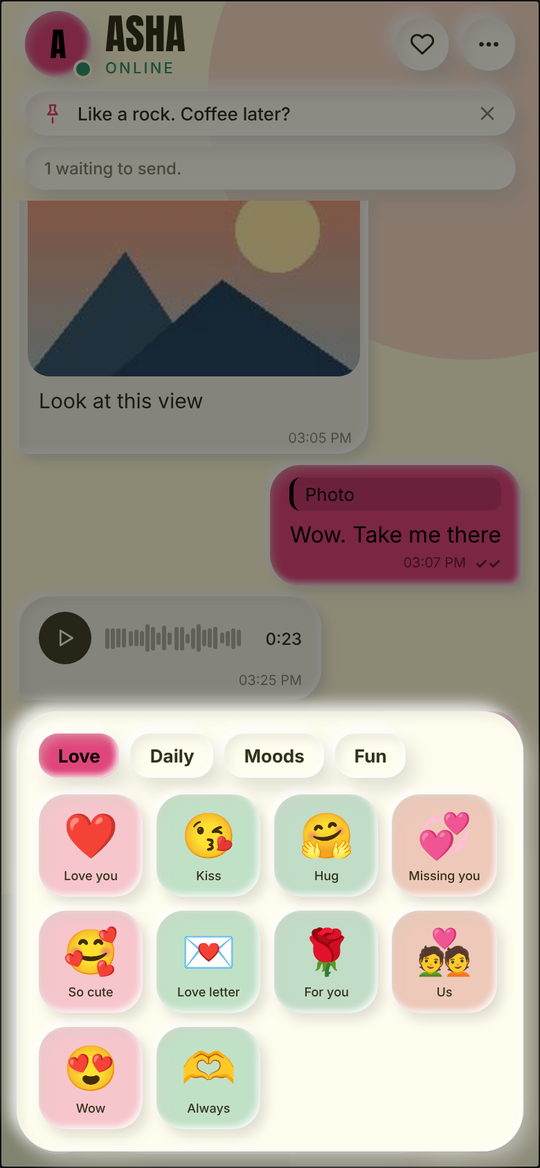 A
ASHA
ONLINE
Like a rock. Coffee later?
1 waiting to send.
Look at this view
03:05 PM
Photo
Wow. Take me there
03:07 PM
0:23
03:25 PM
Love Daily Moods Fun
Love you Kiss Hug Missing you
So cute Love letter For you Us
Wow Always